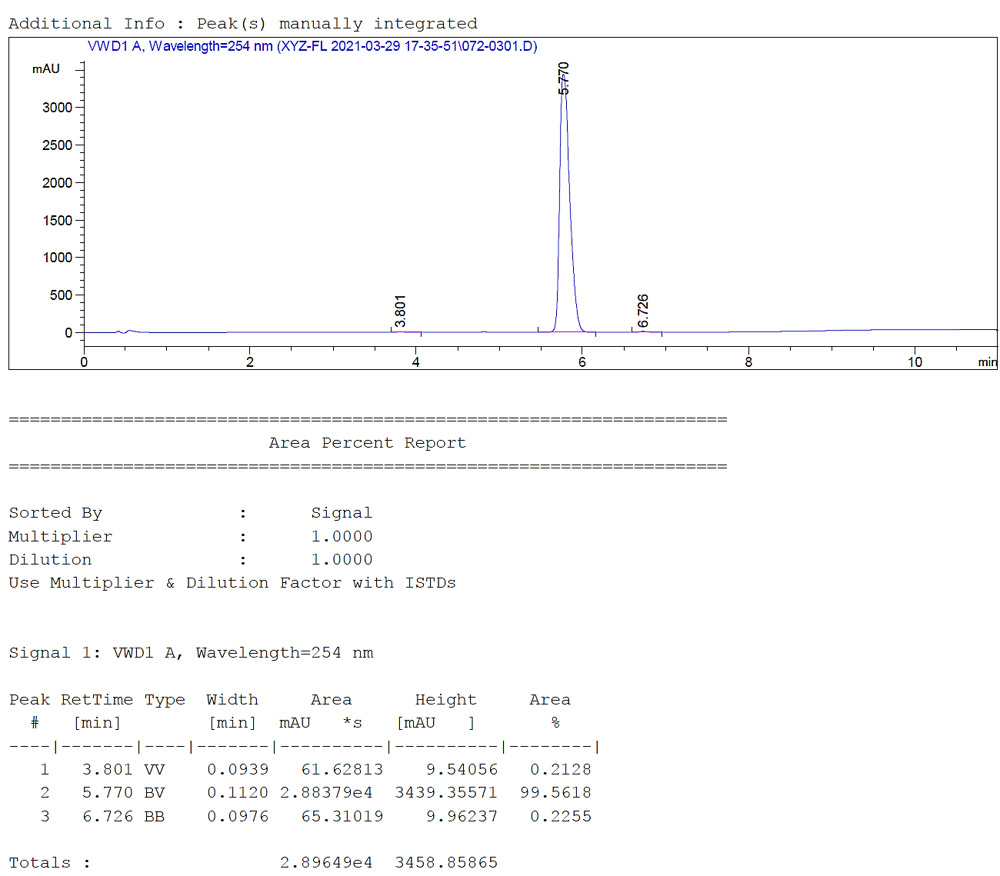 Additional Info : Peak(s) manually integrated
VWD1 A, Wavelength=254 nm (XYZ-FL 2021-03-29 17-35-51\072-0301.D)
mAU
3000
2500
2000
1500
1000
500
0
5.770
3.801
6.726
0 2 4 6 8 10 min
=====================================================================
Area Percent Report
=====================================================================
Sorted By : Signal
Multiplier : 1.0000
Dilution : 1.0000
Use Multiplier & Dilution Factor with ISTDs
Signal 1: VWD1 A, Wavelength=254 nm
Peak RetTime Type Width Area Height Area
# [min] [min] mAU *s [mAU ] %
----|-------|----|-------|----------|----------|--------|
1 3.801 VV 0.0939 61.62813 9.54056 0.2128
2 5.770 BV 0.1120 2.88379e4 3439.35571 99.5618
3 6.726 BB 0.0976 65.31019 9.96237 0.2255
Totals : 2.89649e4 3458.85865